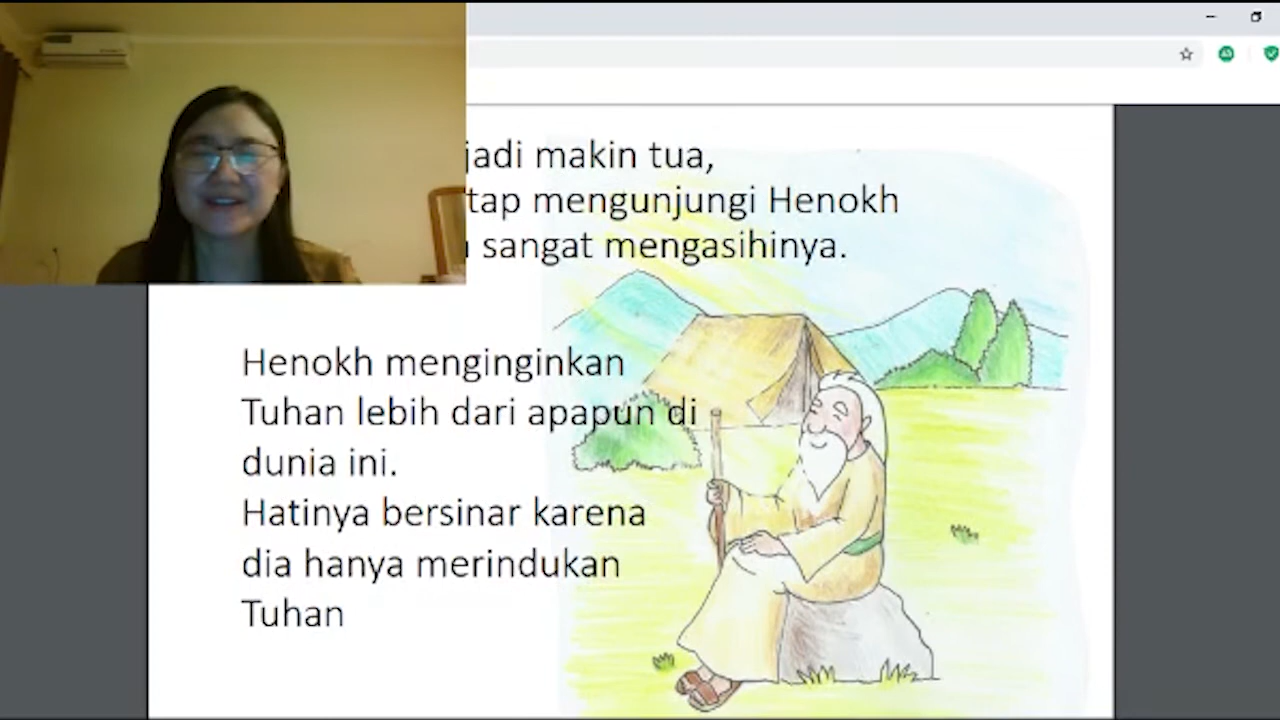 jadi makin tua,
tap mengunjungi Henokh
sangat mengasihinya.
Henokh menginginkan
Tuhan lebih dari apapun di
dunia ini.
Hatinya bersinar karena
dia hanya merindukan
Tuhan